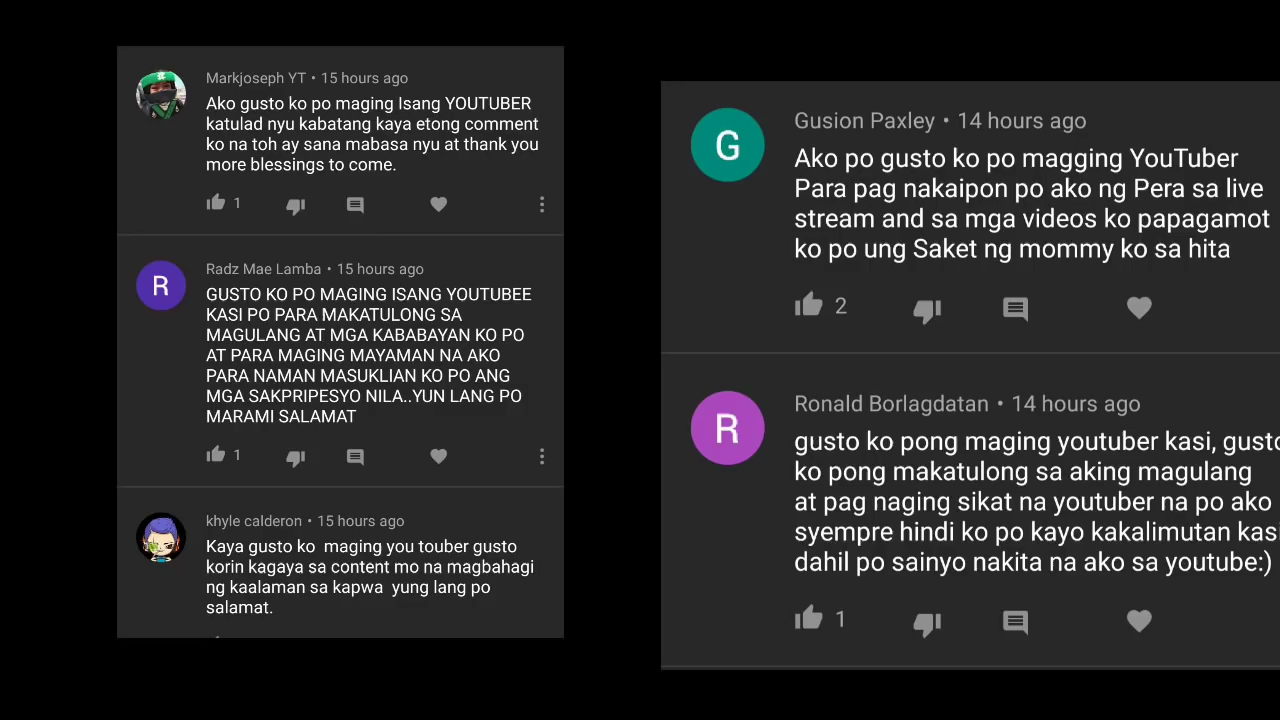 Markjoseph YT • 15 hours ago
Ako gusto ko po maging Isang YOUTUBER
katulad nyu kabatang kaya etong comment
ko na toh ay sana mabasa nyu at thank you
more blessings to come.
1
Radz Mae Lamba • 15 hours ago
GUSTO KO PO MAGING ISANG YOUTUBEE
KASI PO PARA MAKATULONG SA
MAGULANG AT MGA KABABAYAN KO PO
AT PARA MAGING MAYAMAN NA AKO
PARA NAMAN MASUKLIAN KO PO ANG
MGA SAKPRIPESYO NILA..YUN LANG PO
MARAMI SALAMAT
R
1
khyle calderon • 15 hours ago
Kaya gusto ko  maging you touber gusto
korin kagaya sa content mo na magbahagi
ng kaalaman sa kapwa  yung lang po
salamat.
Gusion Paxley • 14 hours ago
G
Ako po gusto ko po magging YouTuber
Para pag nakaipon po ako ng Pera sa live
stream and sa mga videos ko papagamot
ko po ung Saket ng mommy ko sa hita
2
Ronald Borlagdatan • 14 hours ago
R
gusto ko pong maging youtuber kasi, gusto
ko pong makatulong sa aking magulang
at pag naging sikat na youtuber na po ako
syempre hindi ko po kayo kakalimutan kasi
dahil po sainyo nakita na ako sa youtube:)
1